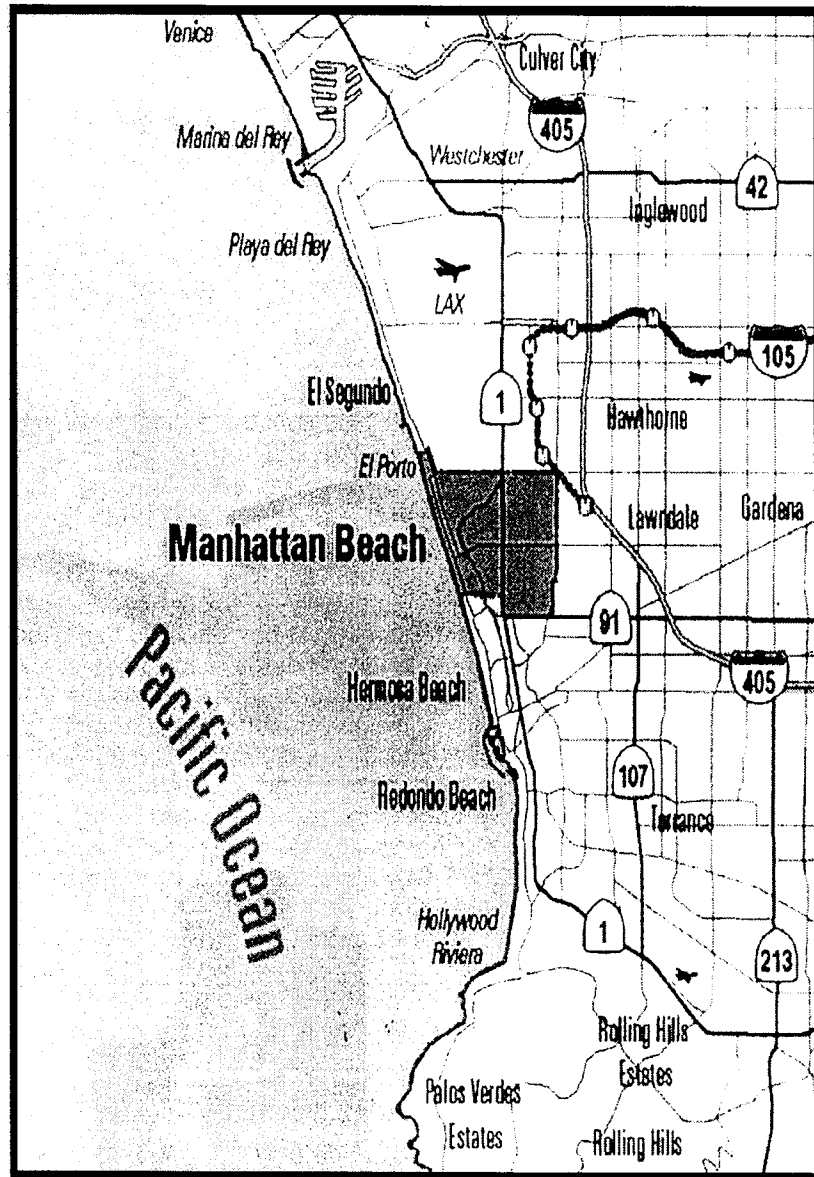 Venice
Culver City
405
Marina del Rey
Westchester
42
Inglewood
Playa del Rey
LAX
105
El Segundo
1
Hawthorne
El Porto
Lawndale
Gardena
Manhattan Beach
91
405
Pacific Ocean
Hermosa Beach
107
Redondo Beach
Torrance
Hollywood
Riviera
1
213
Rolling Hills
Estates
Palos Verdes
Estates
Rolling Hills